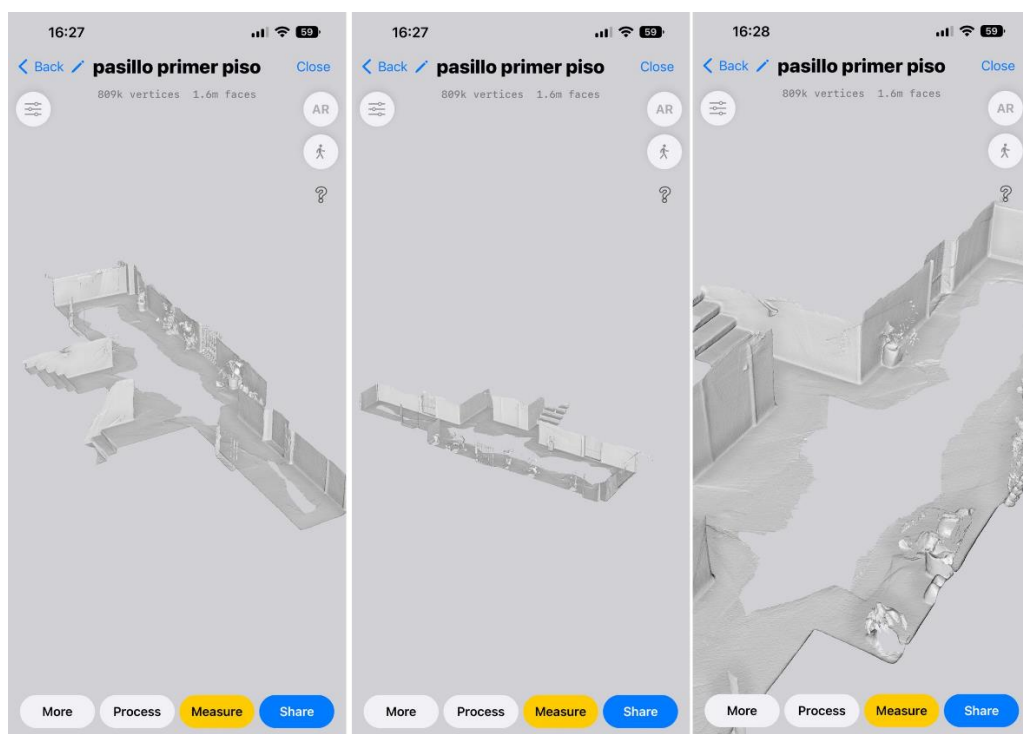 16:27
59
Back
pasillo primer piso
Close
809k vertices 1.6m faces
AR
?
More
Process
Measure
Share
16:27
59
Back
pasillo primer piso
Close
809k vertices 1.6m faces
AR
?
More
Process
Measure
Share
16:28
59
Back
pasillo primer piso
Close
809k vertices 1.6m faces
AR
?
More
Process
Measure
Share